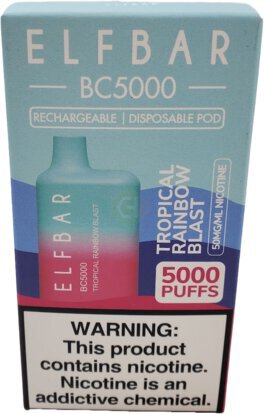 ELFBAR
BC5000
RECHARGEABLE | DISPOSABLE POD
ELFBAR
BC5000
TROPICAL RAINBOW BLAST
TROPICAL
RAINBOW
BLAST
50MG/ML NICOTINE
5000
PUFFS
WARNING:
This product
contains nicotine.
Nicotine is an
addictive chemical.